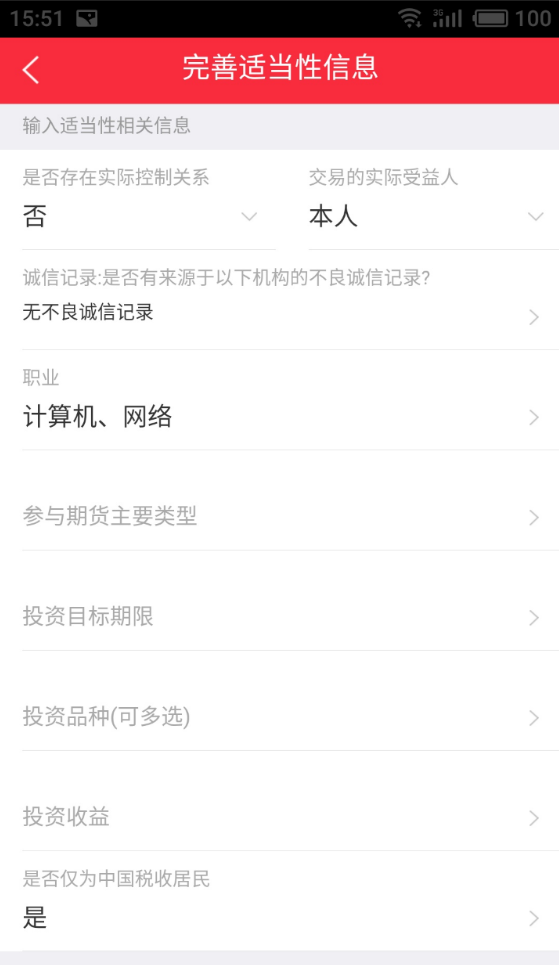 15:51 3G 100
完善适当性信息
输入适当性相关信息
是否存在实际控制关系 交易的实际受益人
否 本人
诚信记录:是否有来源于以下机构的不良诚信记录?
无不良诚信记录
职业
计算机、网络
参与期货主要类型
投资目标期限
投资品种(可多选)
投资收益
是否仅为中国税收居民
是